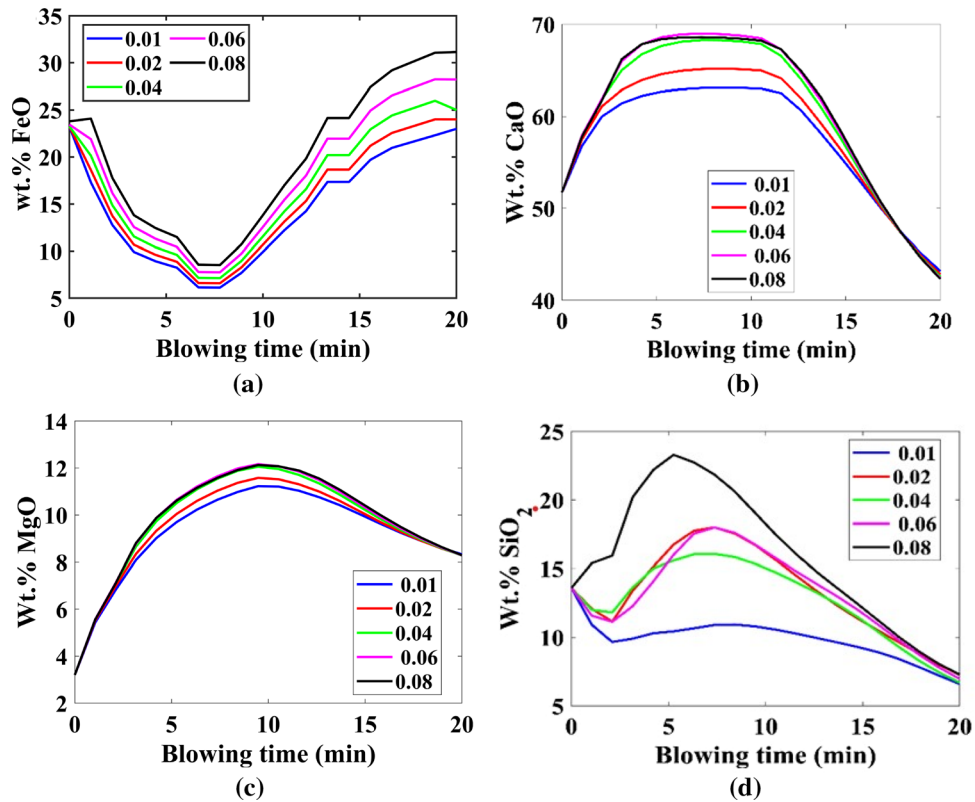 35
30
25
20
15
10
5
wt.% FeO
0.01 0.06
0.02 0.08
0.04
0 5 10 15 20
Blowing time (min)
(a)
70
60
50
40
Wt.% CaO
0.01
0.02
0.04
0.06
0.08
0 5 10 15 20
Blowing time (min)
(b)
14
12
10
8
6
4
2
Wt.% MgO
0.01
0.02
0.04
0.06
0.08
0 5 10 15 20
Blowing time (min)
(c)
25
20
15
10
5
Wt.% SiO₂
0.01
0.02
0.04
0.06
0.08
0 5 10 15 20
Blowing time (min)
(d)